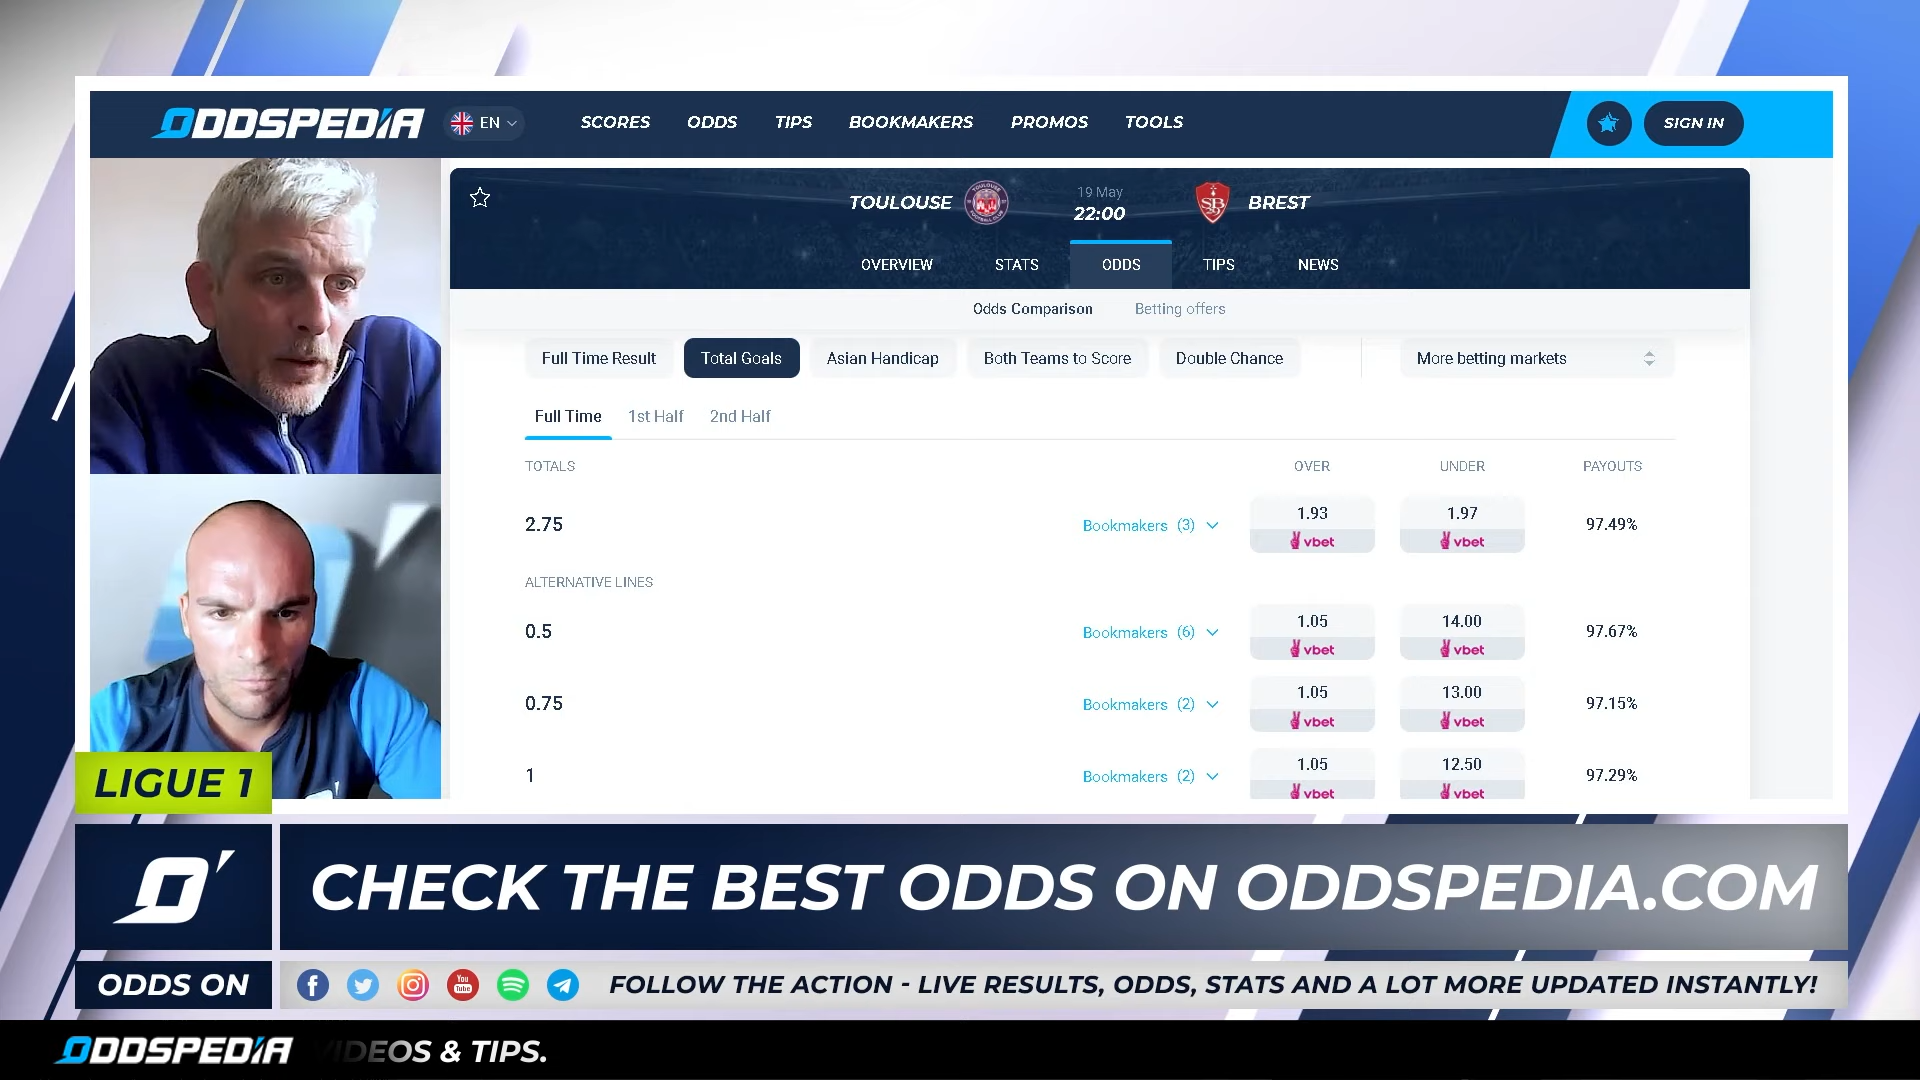 ODDSPEDIA
EN
SCORES ODDS TIPS BOOKMAKERS PROMOS TOOLS
SIGN IN
TOULOUSE
19 May
22:00
BREST
OVERVIEW STATS ODDS TIPS NEWS
Odds Comparison Betting offers
Full Time Result Total Goals Asian Handicap Both Teams to Score Double Chance More betting markets
Full Time 1st Half 2nd Half
TOTALS OVER UNDER PAYOUTS
2.75 Bookmakers (3) 1.93 1.97 97.49%
vbet vbet
ALTERNATIVE LINES
0.5 Bookmakers (6) 1.05 14.00 97.67%
vbet vbet
0.75 Bookmakers (2) 1.05 13.00 97.15%
vbet vbet
1 Bookmakers (2) 1.05 12.50 97.29%
vbet vbet
LIGUE 1
CHECK THE BEST ODDS ON ODDSPEDIA.COM
ODDS ON
FOLLOW THE ACTION - LIVE RESULTS, ODDS, STATS AND A LOT MORE UPDATED INSTANTLY!
ODDSPEDIA VIDEOS & TIPS.